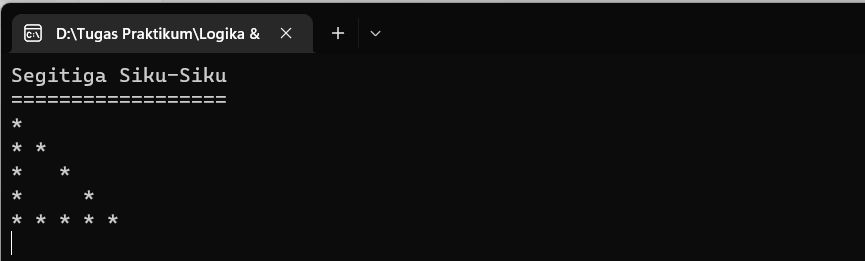 D:\Tugas Praktikum\Logika &
Segitiga Siku-Siku
==================
*
* *
*   *
*     *
* * * * *